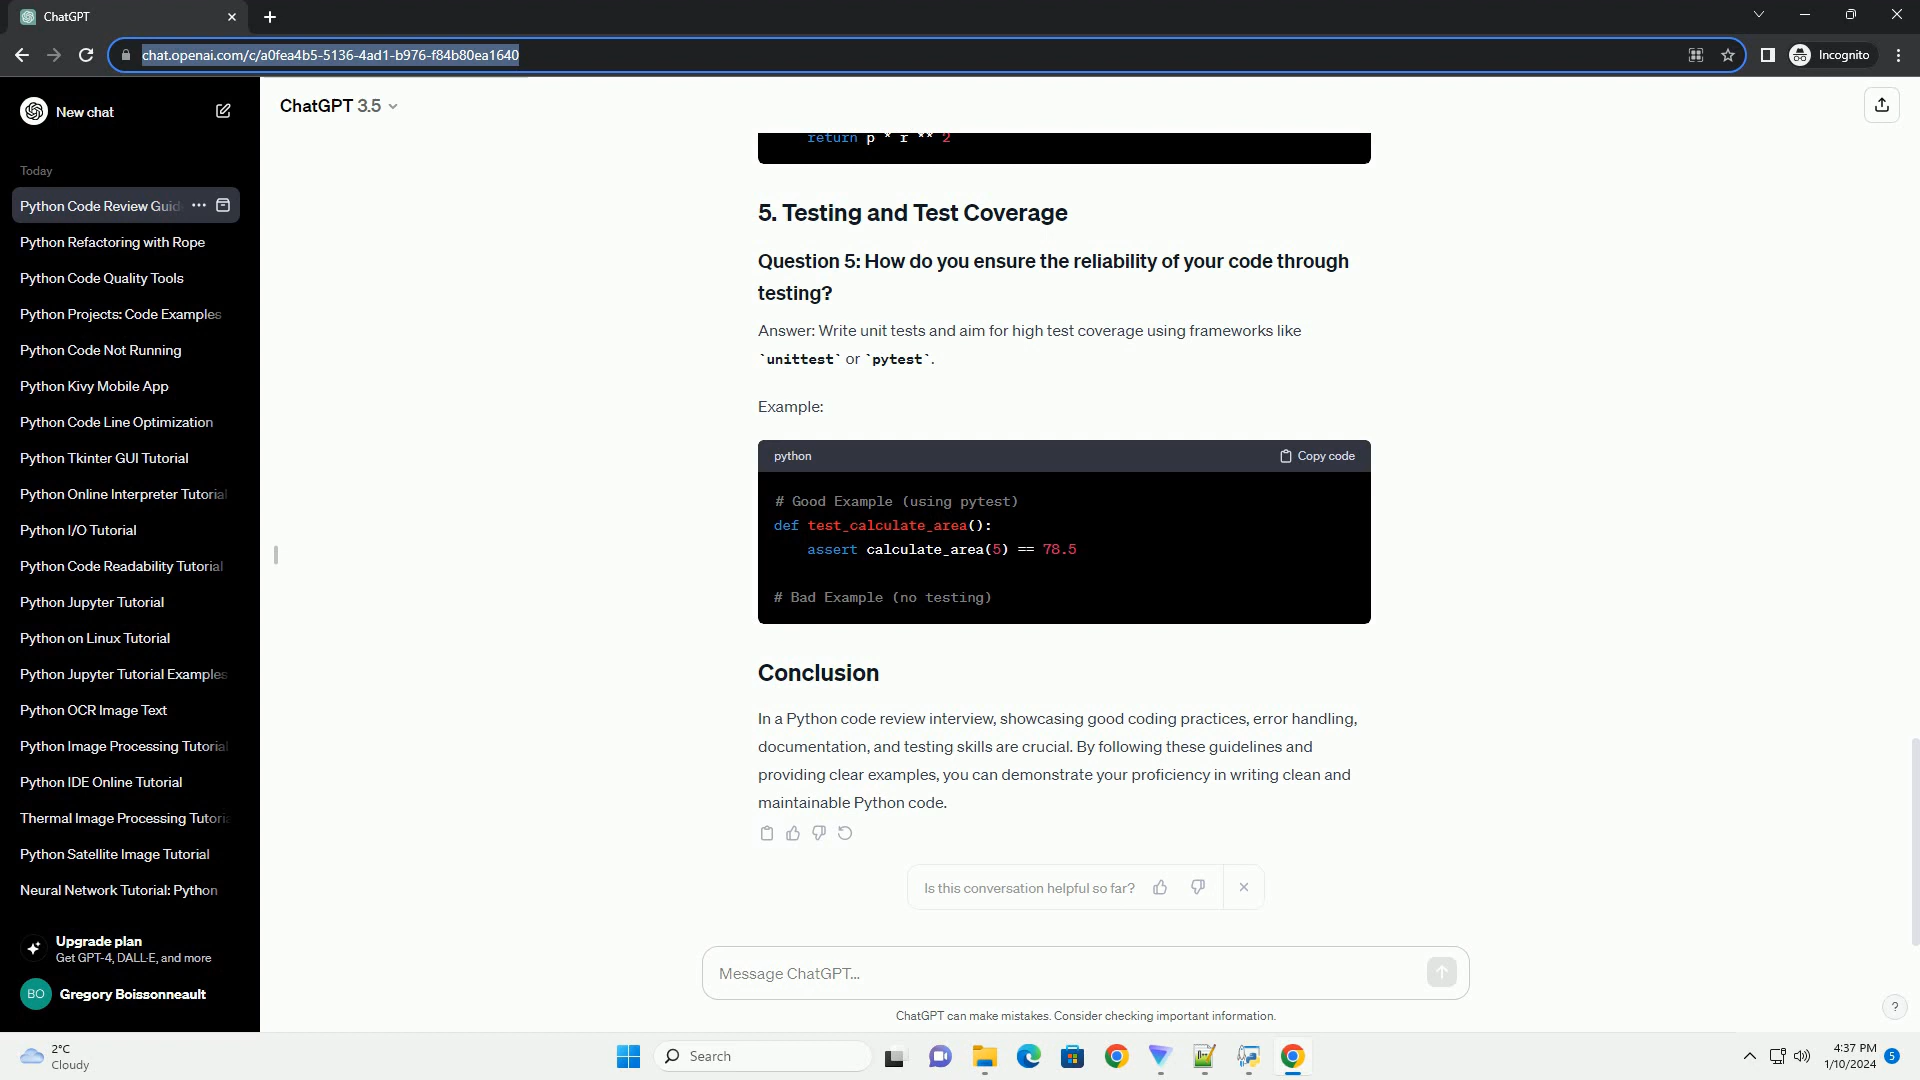 ChatGPT
chat.openai.com/c/a0fea4b5-5136-4ad1-b976-f84b80ea1640
Incognito
New chat
ChatGPT 3.5
Today
Python Code Review Guid
Python Refactoring with Rope
Python Code Quality Tools
Python Projects: Code Examples
Python Code Not Running
Python Kivy Mobile App
Python Code Line Optimization
Python Tkinter GUI Tutorial
Python Online Interpreter Tutorial
Python I/O Tutorial
Python Code Readability Tutorial
Python Jupyter Tutorial
Python on Linux Tutorial
Python Jupyter Tutorial Examples
Python OCR Image Text
Python Image Processing Tutorial
Python IDE Online Tutorial
Thermal Image Processing Tutoria
Python Satellite Image Tutorial
Neural Network Tutorial: Python
Upgrade plan
Get GPT-4, DALL·E, and more
BO
Gregory Boissonneault
return p * r ** 2
5. Testing and Test Coverage
Question 5: How do you ensure the reliability of your code through
testing?
Answer: Write unit tests and aim for high test coverage using frameworks like
`unittest` or `pytest`.
Example:
python
Copy code
# Good Example (using pytest)
def test_calculate_area():
    assert calculate_area(5) == 78.5
# Bad Example (no testing)
Conclusion
In a Python code review interview, showcasing good coding practices, error handling,
documentation, and testing skills are crucial. By following these guidelines and
providing clear examples, you can demonstrate your proficiency in writing clean and
maintainable Python code.
Is this conversation helpful so far?
Message ChatGPT...
ChatGPT can make mistakes. Consider checking important information.
?
2°C
Cloudy
Search
4:37 PM
1/10/2024
5